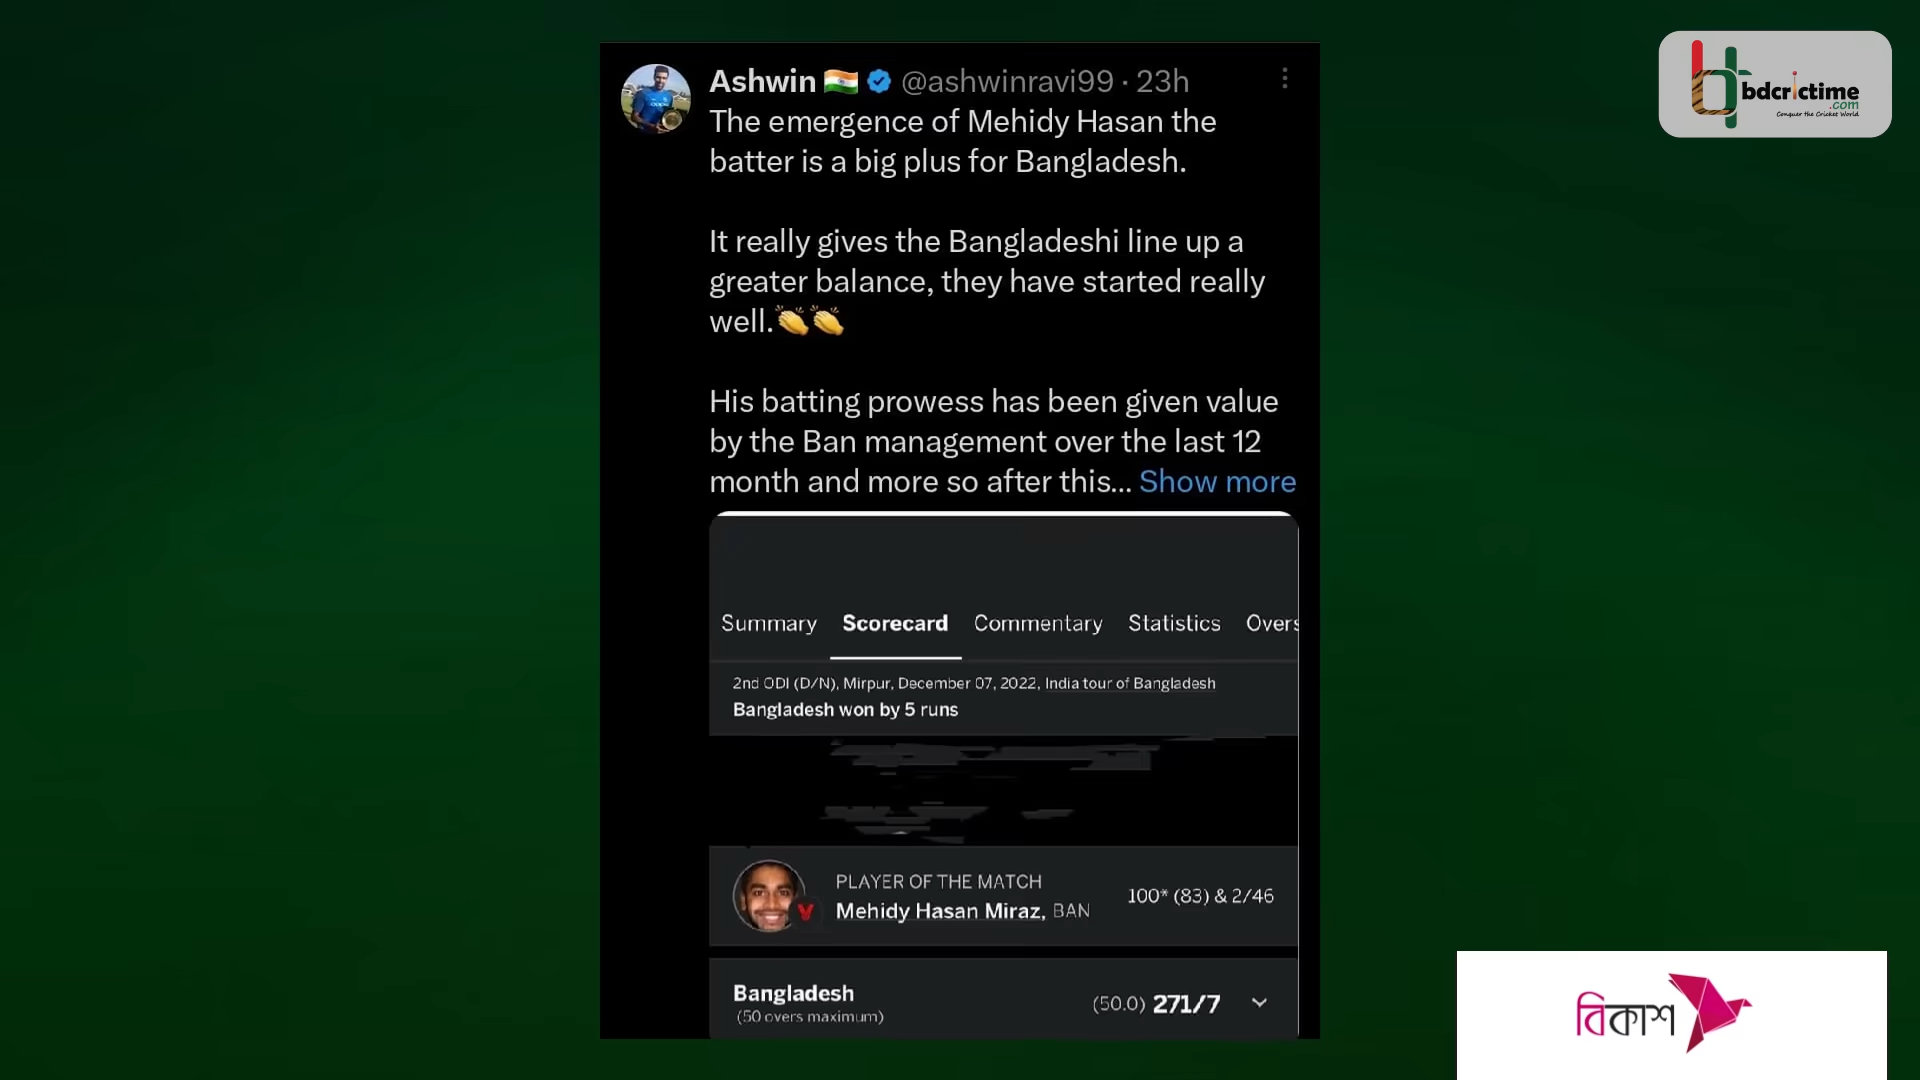 Ashwin 🇮🇳 @ashwinravi99 · 23h
The emergence of Mehidy Hasan the
batter is a big plus for Bangladesh.
It really gives the Bangladeshi line up a
greater balance, they have started really
well.👏👏
His batting prowess has been given value
by the Ban management over the last 12
month and more so after this... Show more
Summary Scorecard Commentary Statistics Overs
2nd ODI (D/N), Mirpur, December 07, 2022, India tour of Bangladesh
Bangladesh won by 5 runs
PLAYER OF THE MATCH
Mehidy Hasan Miraz, BAN
100* (83) & 2/46
Bangladesh
(50 overs maximum)
(50.0) 271/7
bdcrictime
.com
Conquer the Cricket World
বিকাশ